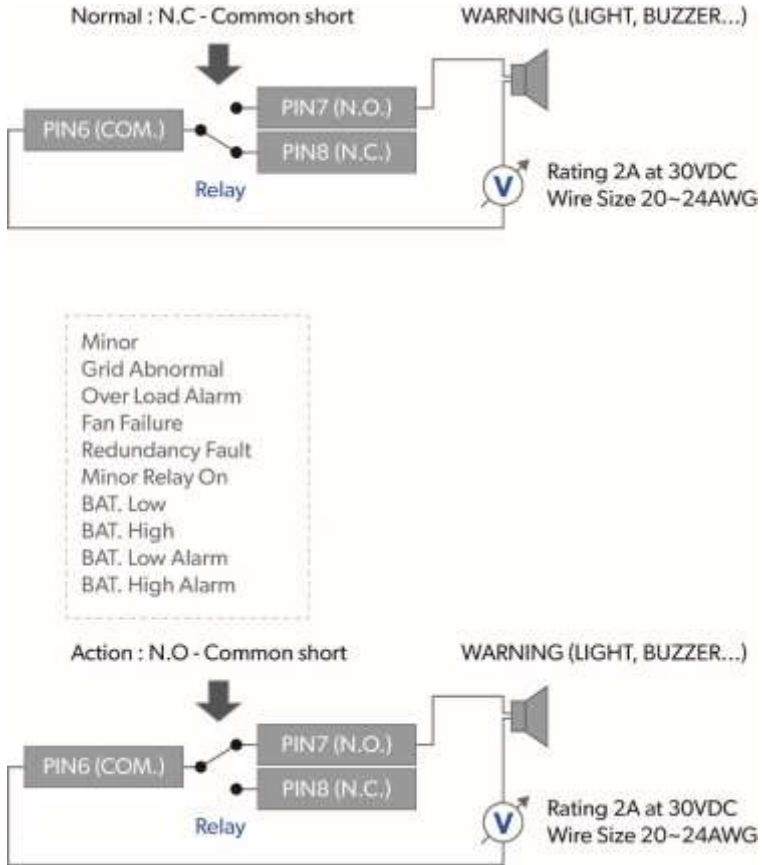 Normal : N.C - Common short
WARNING (LIGHT, BUZZER...)
PIN7 (N.O.)
PIN6 (COM.)
PIN8 (N.C.)
Relay
V
Rating 2A at 30VDC
Wire Size 20~24AWG
Minor
Grid Abnormal
Over Load Alarm
Fan Failure
Redundancy Fault
Minor Relay On
BAT. Low
BAT. High
BAT. Low Alarm
BAT. High Alarm
Action : N.O - Common short
WARNING (LIGHT, BUZZER...)
PIN7 (N.O.)
PIN6 (COM.)
PIN8 (N.C.)
Relay
V
Rating 2A at 30VDC
Wire Size 20~24AWG